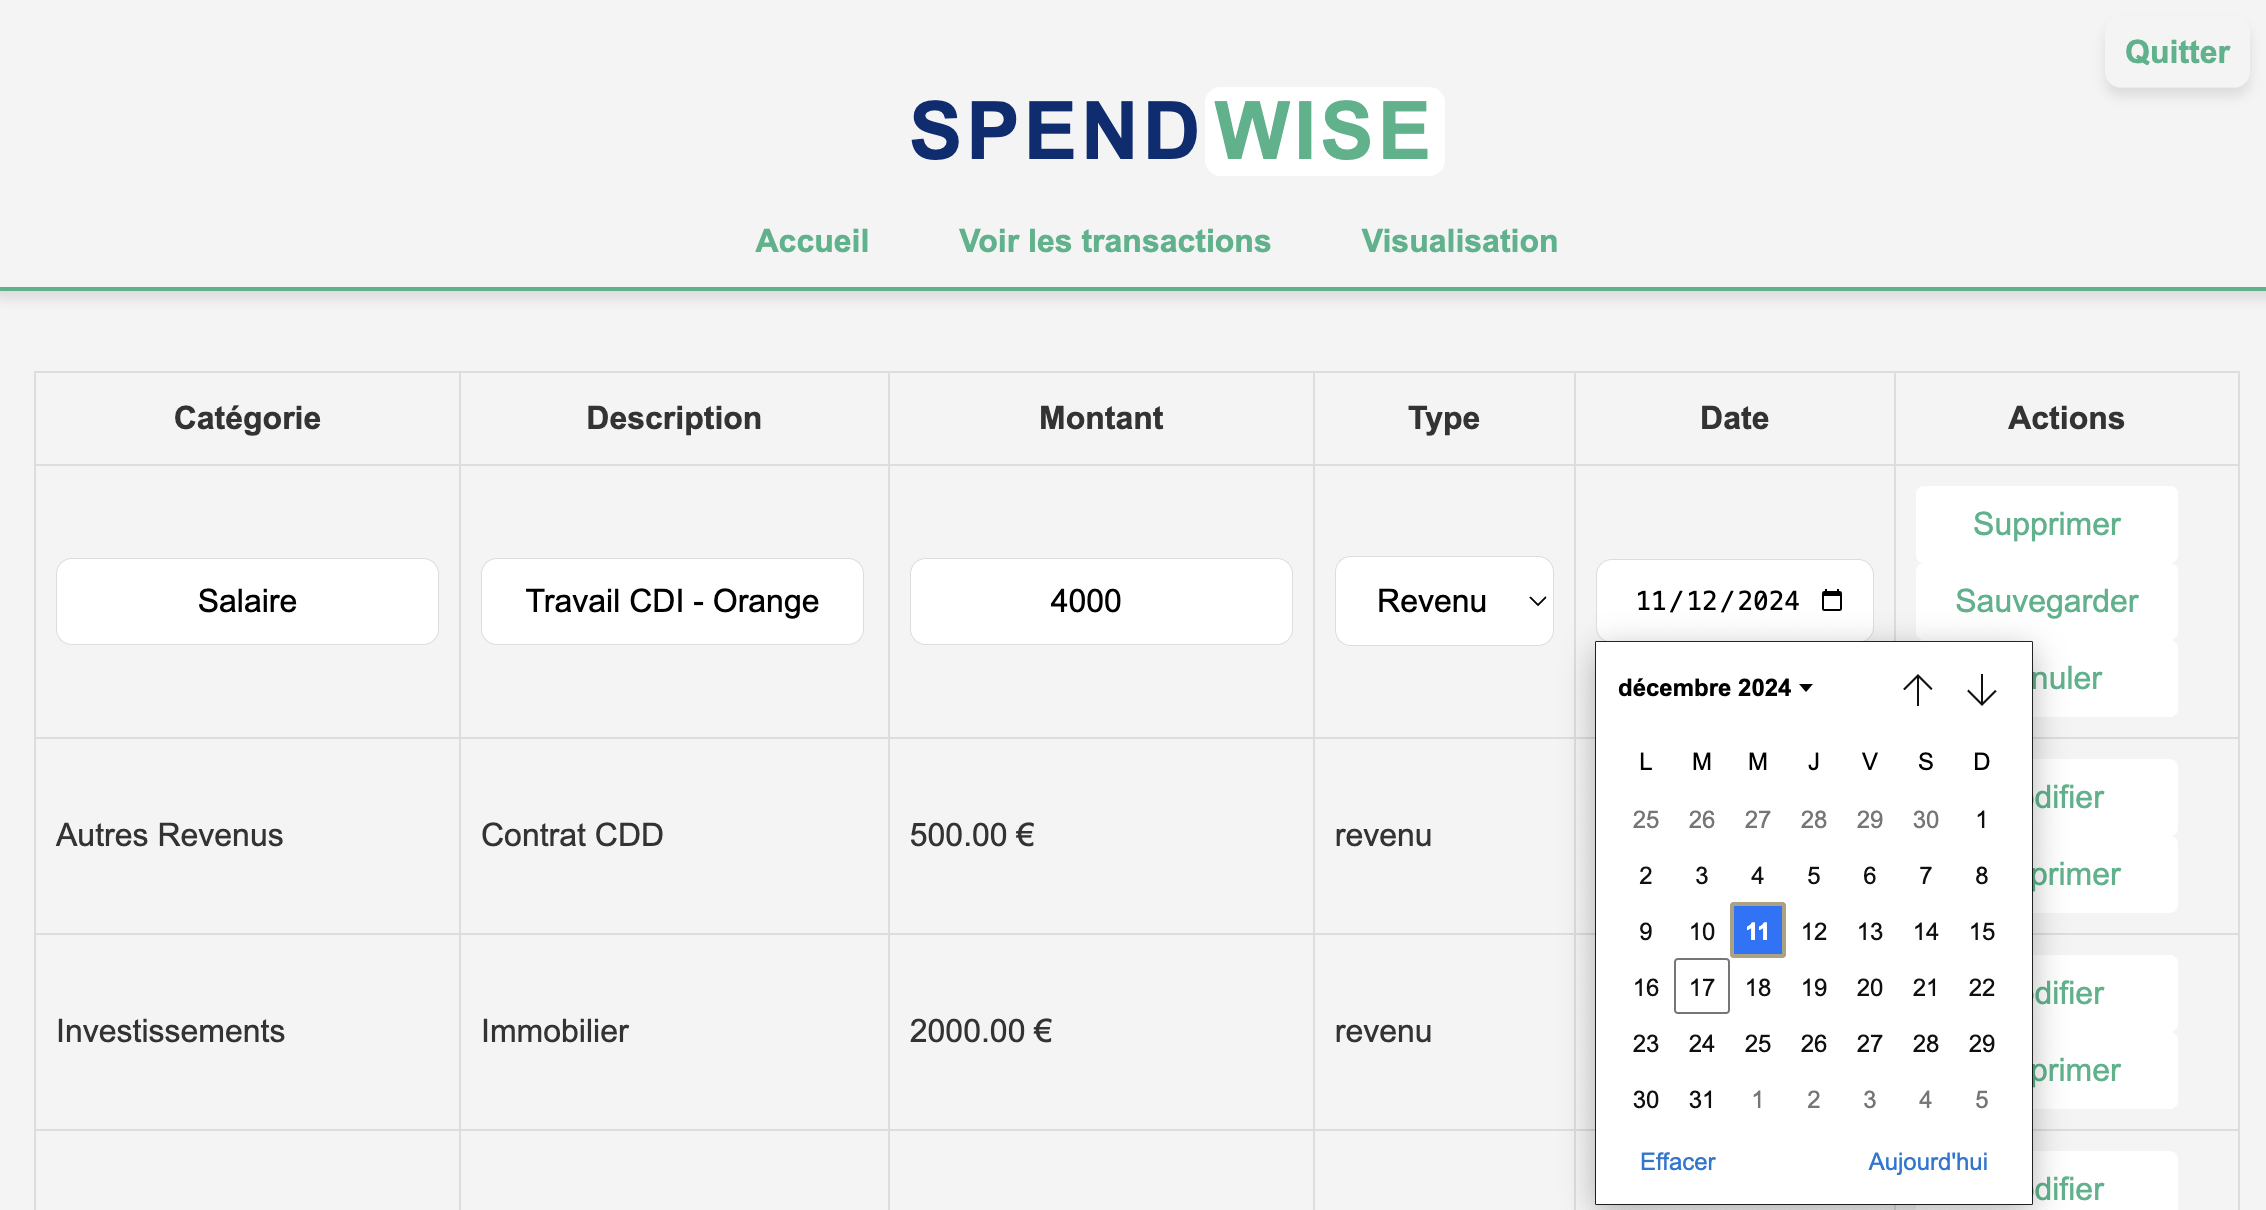 Quitter
SPENDWISE
Accueil Voir les transactions Visualisation
Catégorie Description Montant Type Date Actions
Supprimer
Salaire Travail CDI - Orange 4000 Revenu 11/12/2024 Sauvegarder
nuler
décembre 2024
L M M J V S D
25 26 27 28 29 30 1
2 3 4 5 6 7 8
9 10 11 12 13 14 15
16 17 18 19 20 21 22
23 24 25 26 27 28 29
30 31 1 2 3 4 5
Effacer Aujourd'hui
difier
Autres Revenus Contrat CDD 500.00 € revenu
primer
difier
Investissements Immobilier 2000.00 € revenu
primer
difier